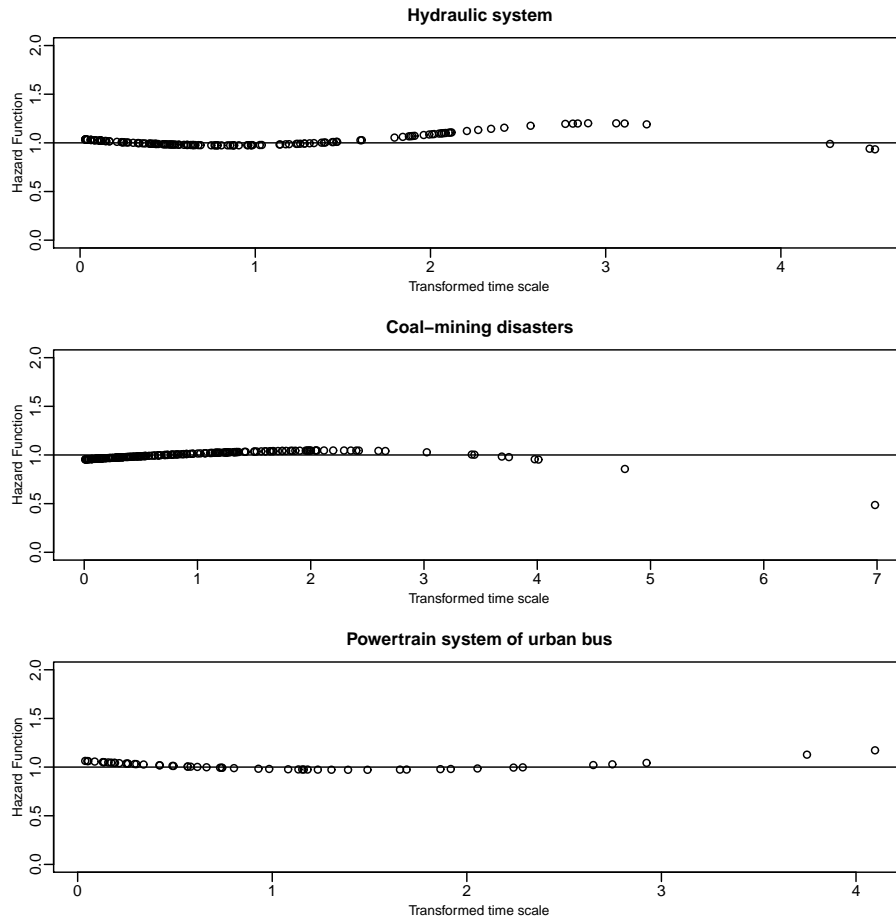 Hydraulic system
2.0
1.5
1.0
0.5
0.0
Hazard Function
0 1 2 3 4
Transformed time scale
Coal−mining disasters
2.0
1.5
1.0
0.5
0.0
Hazard Function
0 1 2 3 4 5 6 7
Transformed time scale
Powertrain system of urban bus
2.0
1.5
1.0
0.5
0.0
Hazard Function
0 1 2 3 4
Transformed time scale